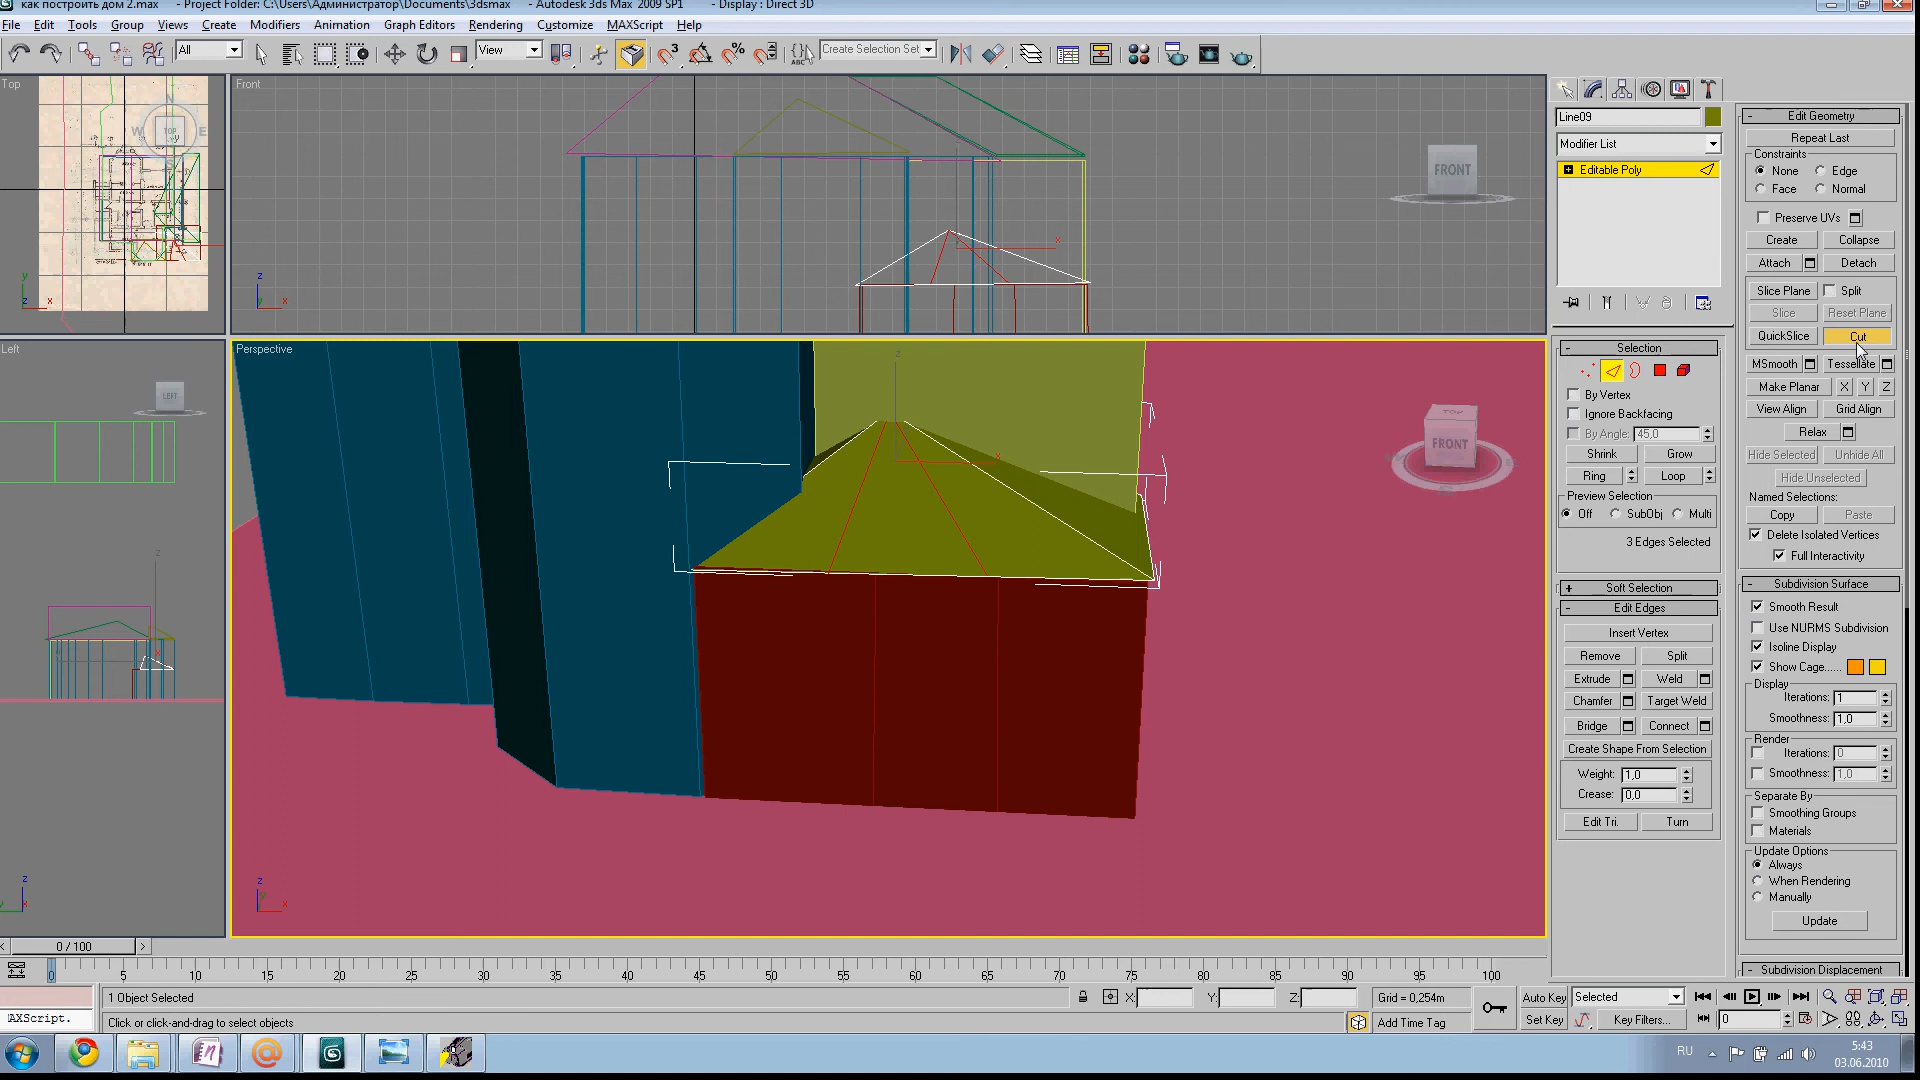 как построить дом 2.max - Project Folder: C:\Users\Администратор\Documents\3dsmax - Autodesk 3ds Max 2009 SP1 - Display : Direct 3D
File Edit Tools Group Views Create Modifiers Animation Graph Editors Rendering Customize MAXScript Help
All View Create Selection Set
Top
Front
Left
Perspective
N W E S TOP
FRONT
LEFT
TOP FRONT
Line09
Modifier List
Editable Poly
Selection
By Vertex
Ignore Backfacing
By Angle: 45,0
Shrink Grow
Ring Loop
Preview Selection
Off SubObj Multi
3 Edges Selected
Soft Selection
Edit Edges
Insert Vertex
Remove Split
Extrude Weld
Chamfer Target Weld
Bridge Connect
Create Shape From Selection
Weight: 1,0
Crease: 0,0
Edit Tri. Turn
Edit Geometry
Repeat Last
Constraints
None Edge
Face Normal
Preserve UVs
Create Collapse
Attach Detach
Slice Plane Split
Slice Reset Plane
QuickSlice Cut
MSmooth Tessellate
Make Planar X Y Z
View Align Grid Align
Relax
Hide Selected Unhide All
Hide Unselected
Named Selections:
Copy Paste
Delete Isolated Vertices
Full Interactivity
Subdivision Surface
Smooth Result
Use NURMS Subdivision
Isoline Display
Show Cage......
Display
Iterations: 1
Smoothness: 1,0
Render
Iterations: 0
Smoothness: 1,0
Separate By
Smoothing Groups
Materials
Update Options
Always
When Rendering
Manually
Update
Subdivision Displacement
0 / 100
0 5 10 15 20 25 30 35 40 45 50 55 60 65 70 75 80 85 90 95 100
1 Object Selected X: Y: Z: Grid = 0,254m Auto Key Selected
AXScript. Click or click-and-drag to select objects Add Time Tag Set Key Key Filters... 0
RU 5:43
03.06.2010